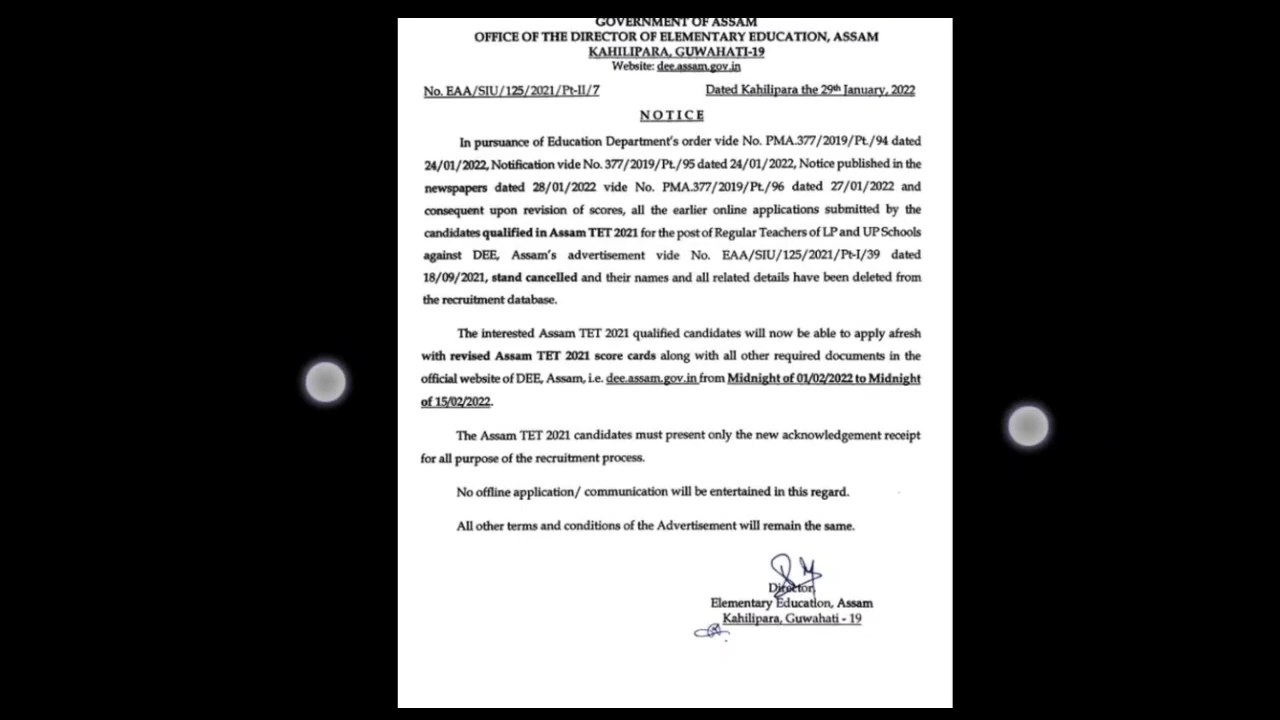 GOVERNMENT OF ASSAM
OFFICE OF THE DIRECTOR OF ELEMENTARY EDUCATION, ASSAM
KAHILIPARA, GUWAHATI-19
Website: dee.assam.gov.in
No. EAA/SIU/125/2021/Pt-II/7 Dated Kahilipara the 29th January, 2022
NOTICE
In pursuance of Education Department's order vide No. PMA.377/2019/Pt./94 dated
24/01/2022, Notification vide No. 377/2019/Pt./95 dated 24/01/2022, Notice published in the
newspapers dated 28/01/2022 vide No. PMA.377/2019/Pt./96 dated 27/01/2022 and
consequent upon revision of scores, all the earlier online applications submitted by the
candidates qualified in Assam TET 2021 for the post of Regular Teachers of LP and UP Schools
against DEE, Assam's advertisement vide No. EAA/SIU/125/2021/Pt-I/39 dated
18/09/2021, stand cancelled and their names and all related details have been deleted from
the recruitment database.
The interested Assam TET 2021 qualified candidates will now be able to apply afresh
with revised Assam TET 2021 score cards along with all other required documents in the
official website of DEE, Assam, i.e. dee.assam.gov.in from Midnight of 01/02/2022 to Midnight
of 15/02/2022.
The Assam TET 2021 candidates must present only the new acknowledgement receipt
for all purpose of the recruitment process.
No offline application/ communication will be entertained in this regard.
All other terms and conditions of the Advertisement will remain the same.
Director,
Elementary Education, Assam
Kahilipara, Guwahati - 19